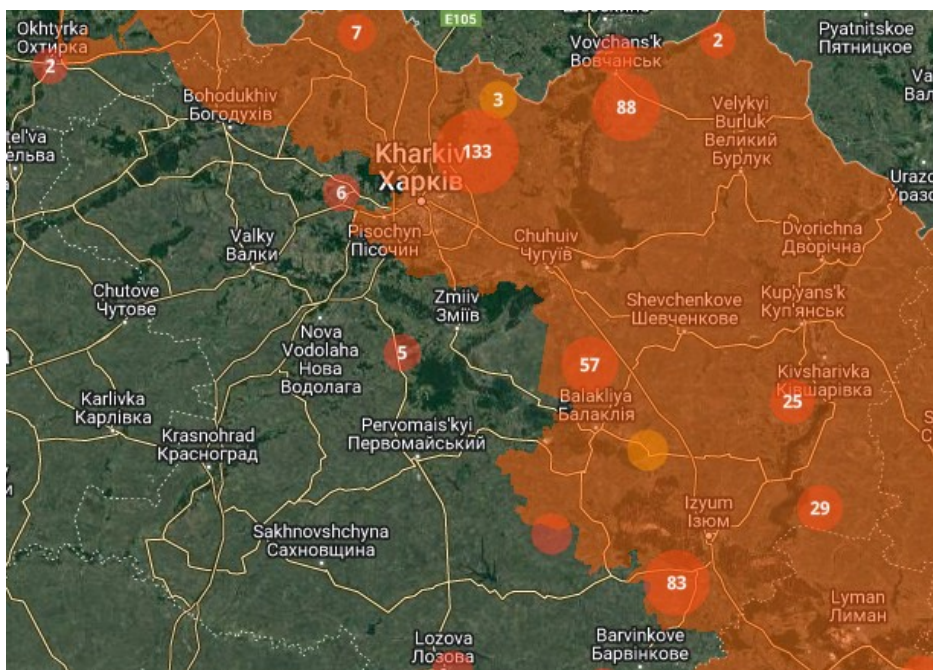 E105
Okhtyrka
Охтирка
2
7
Vovchans'k
Вовчанськ
2
Pyatnitskoe
Пятницкое
Bohodukhiv
Богодухів
3
88
Velykyi
Burluk
Великий
Бурлук
Kharkiv
Харків
133
6
Pisochyn
Пісочин
Valky
Валки
Chuhuiv
Чугуїв
Dvorichna
Дворічна
Chutove
Чутове
Zmiiv
Зміїв
Shevchenkove
Шевченкове
Kup'yans'k
Куп'янськ
Nova
Vodolaha
Нова
Водолага
5
57
Kivsharivka
Ківшарівка
25
Karlivka
Карлівка
Balakliya
Балаклія
Krasnohrad
Красноград
Pervomais'kyi
Первомайський
Izyum
Ізюм
29
Sakhnovshchyna
Сахновщина
83
Lyman
Лиман
Lozova
Лозова
Barvinkove
Барвінкове